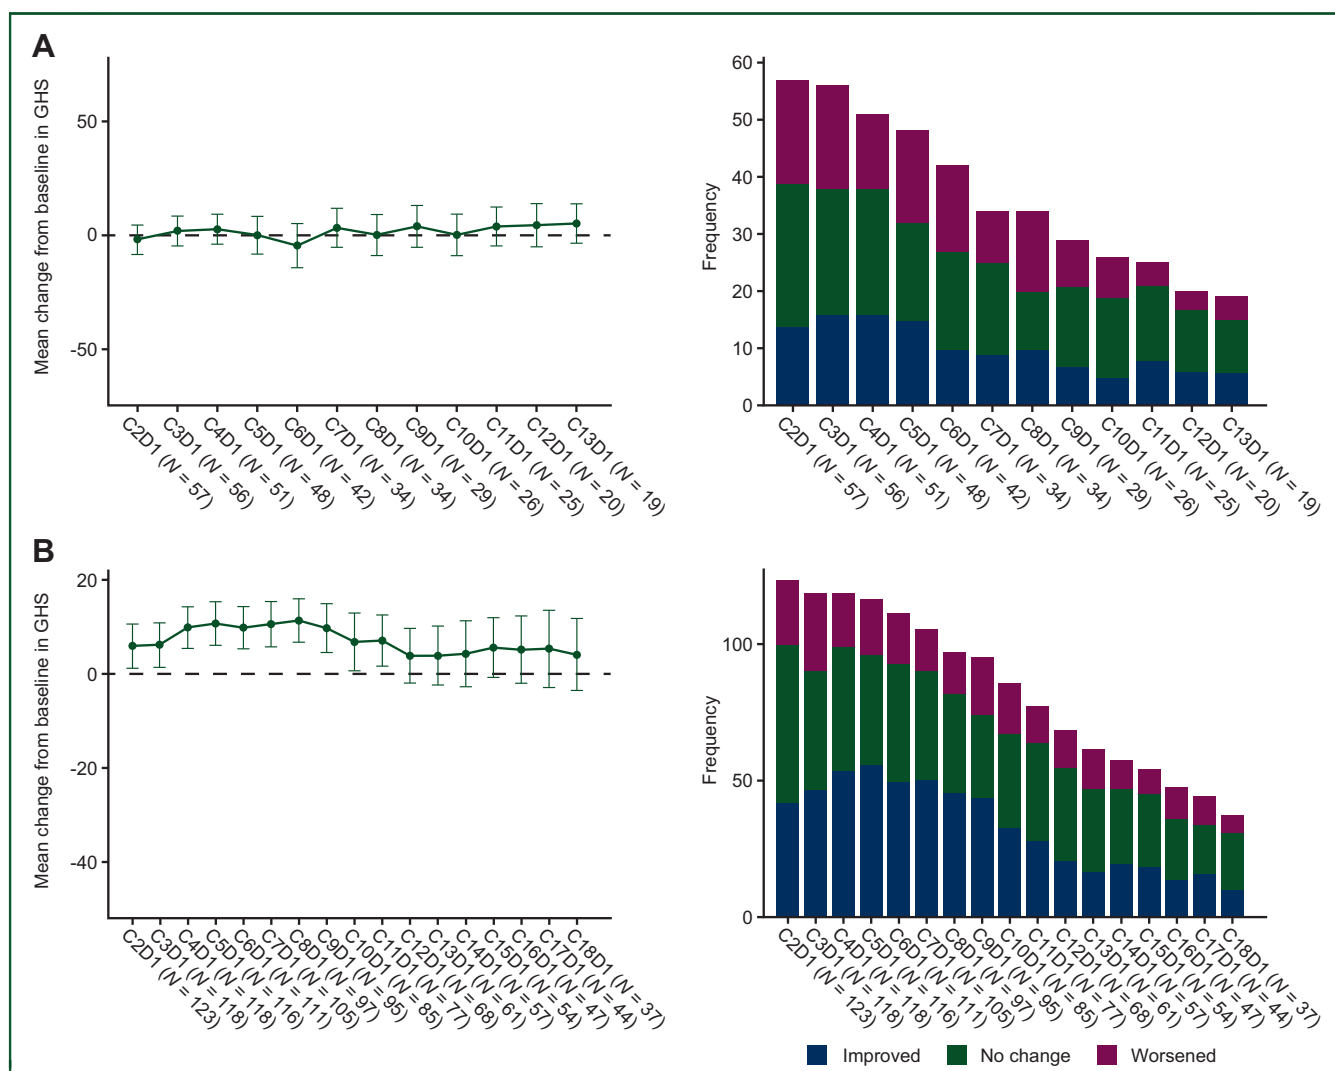 A
Mean change from baseline in GHS
50
0
-50
C2D1 (N = 57)
C3D1 (N = 56)
C4D1 (N = 51)
C5D1 (N = 48)
C6D1 (N = 42)
C7D1 (N = 34)
C8D1 (N = 34)
C9D1 (N = 29)
C10D1 (N = 26)
C11D1 (N = 25)
C12D1 (N = 20)
C13D1 (N = 19)
Frequency
60
50
40
30
20
10
0
C2D1 (N = 57)
C3D1 (N = 56)
C4D1 (N = 51)
C5D1 (N = 48)
C6D1 (N = 42)
C7D1 (N = 34)
C8D1 (N = 34)
C9D1 (N = 29)
C10D1 (N = 26)
C11D1 (N = 25)
C12D1 (N = 20)
C13D1 (N = 19)
B
Mean change from baseline in GHS
20
0
-20
-40
C2D1 (N = 123)
C3D1 (N = 118)
C4D1 (N = 118)
C5D1 (N = 116)
C6D1 (N = 111)
C7D1 (N = 105)
C8D1 (N = 97)
C9D1 (N = 95)
C10D1 (N = 85)
C11D1 (N = 77)
C12D1 (N = 68)
C13D1 (N = 61)
C14D1 (N = 57)
C15D1 (N = 54)
C16D1 (N = 47)
C17D1 (N = 44)
C18D1 (N = 37)
Frequency
100
50
0
C2D1 (N = 123)
C3D1 (N = 118)
C4D1 (N = 118)
C5D1 (N = 116)
C6D1 (N = 111)
C7D1 (N = 105)
C8D1 (N = 97)
C9D1 (N = 95)
C10D1 (N = 85)
C11D1 (N = 77)
C12D1 (N = 68)
C13D1 (N = 61)
C14D1 (N = 57)
C15D1 (N = 54)
C16D1 (N = 47)
C17D1 (N = 44)
C18D1 (N = 37)
Improved
No change
Worsened